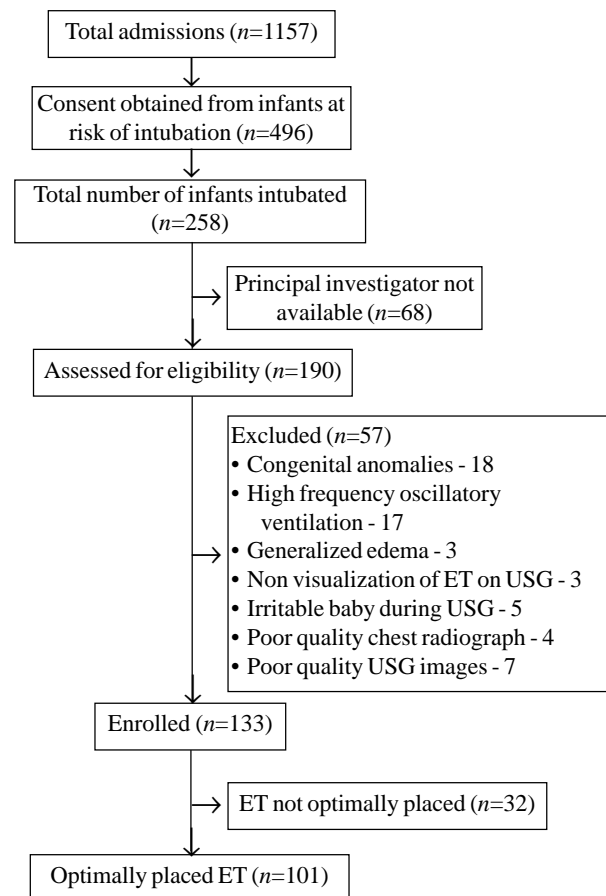 Total admissions (n=1157)
Consent obtained from infants at
risk of intubation (n=496)
Total number of infants intubated
(n=258)
Principal investigator not
available (n=68)
Assessed for eligibility (n=190)
Excluded (n=57)
• Congenital anomalies - 18
• High frequency oscillatory
ventilation - 17
• Generalized edema - 3
• Non visualization of ET on USG - 3
• Irritable baby during USG - 5
• Poor quality chest radiograph - 4
• Poor quality USG images - 7
Enrolled (n=133)
ET not optimally placed (n=32)
Optimally placed ET (n=101)